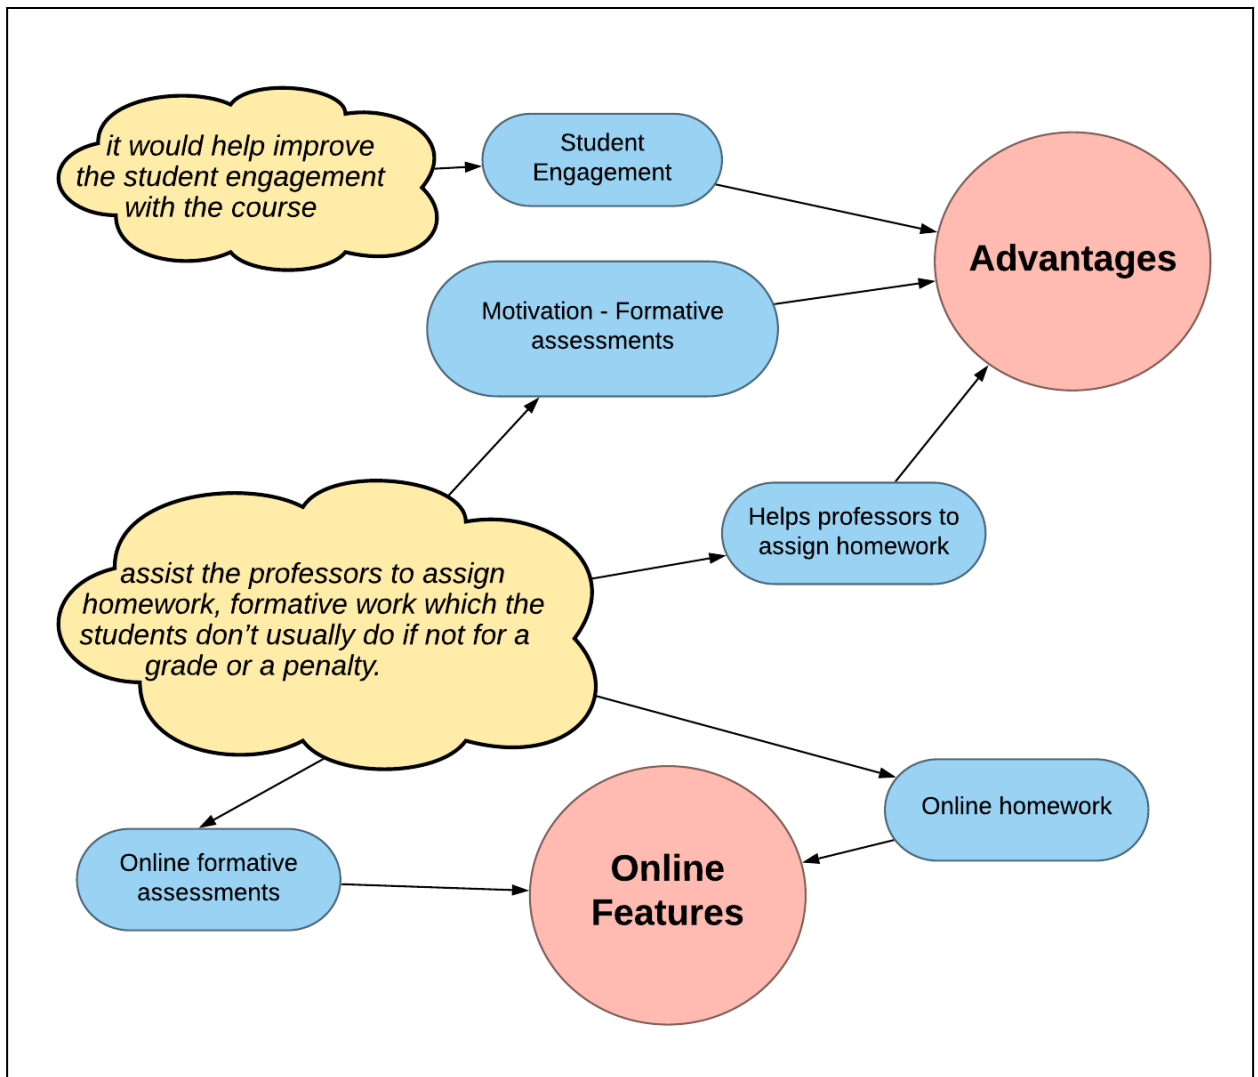 it would help improve
the student engagement
with the course
Student
Engagement
Advantages
Motivation - Formative
assessments
Helps professors to
assign homework
assist the professors to assign
homework, formative work which the
students don’t usually do if not for a
grade or a penalty.
Online homework
Online formative
assessments
Online
Features